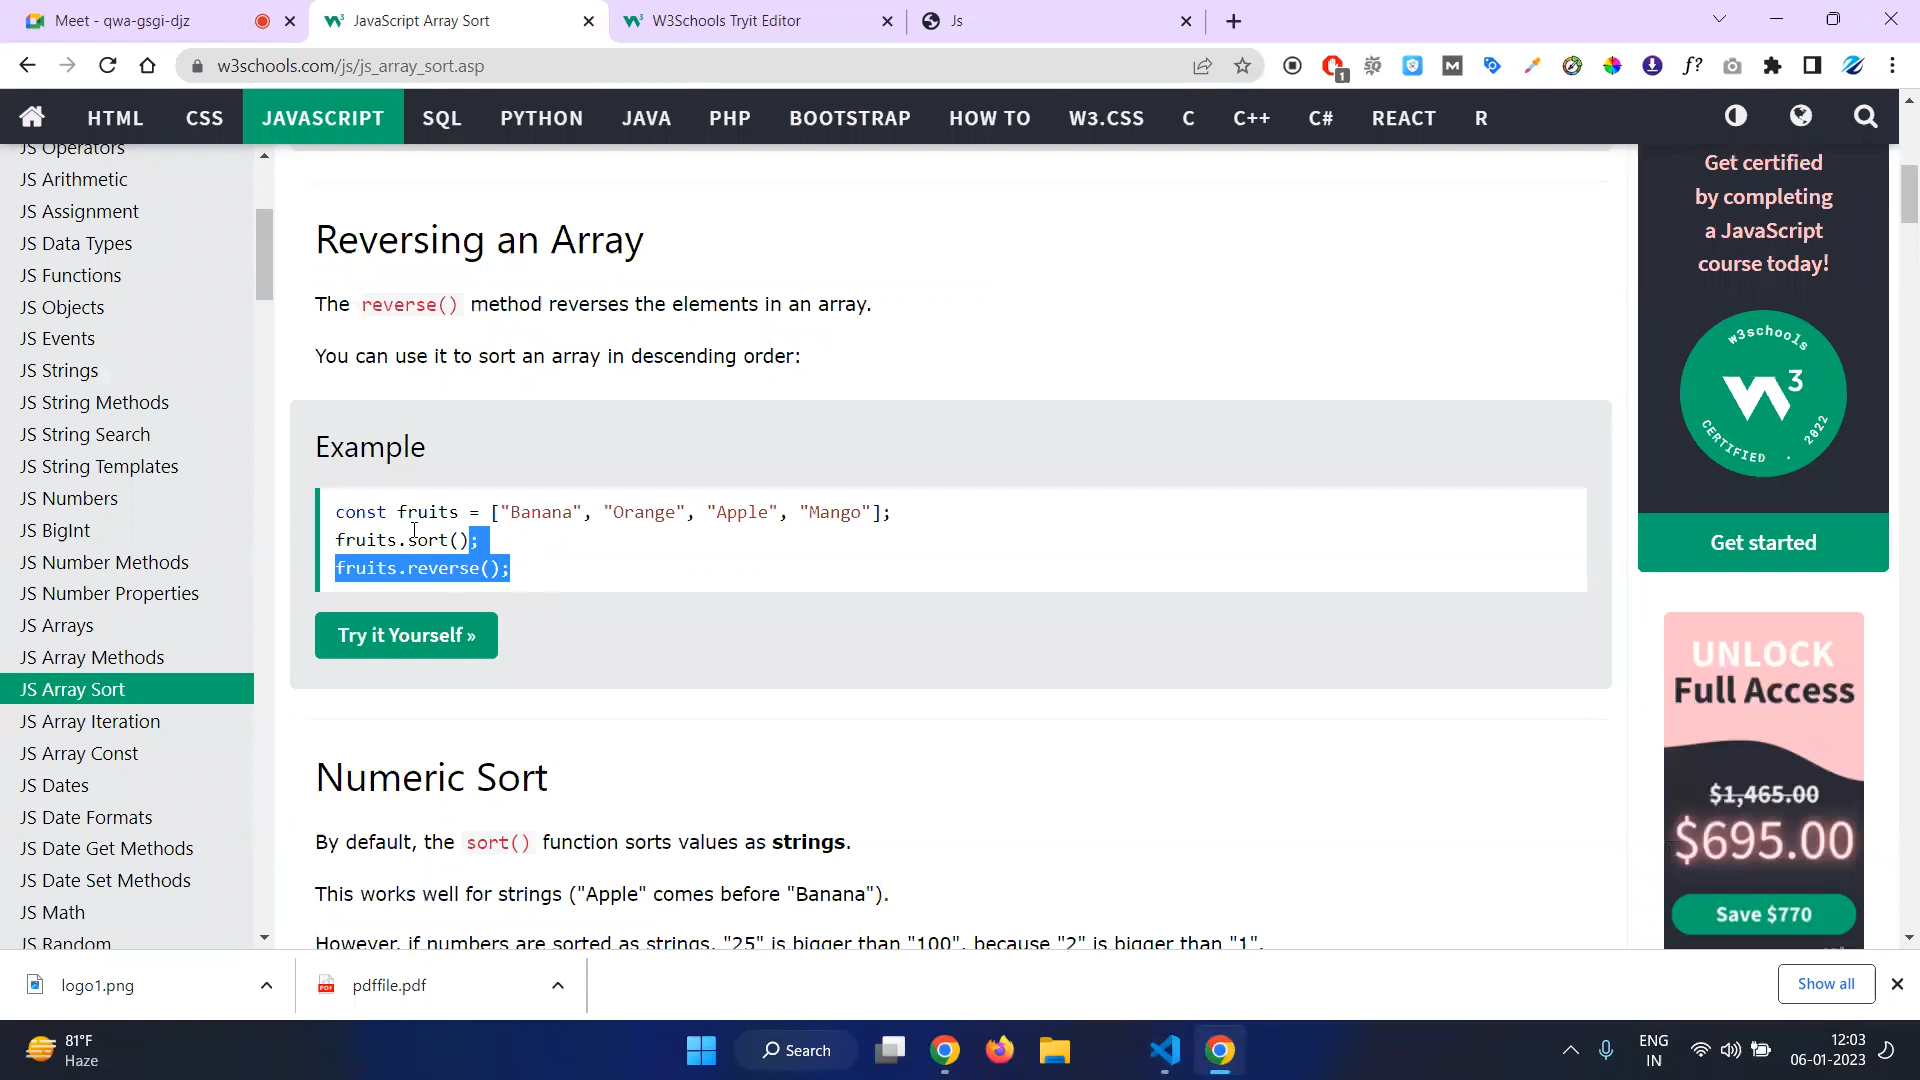 Meet - qwa-gsgi-djz
JavaScript Array Sort
W3Schools Tryit Editor
Js
w3schools.com/js/js_array_sort.asp
1
f?
HTML CSS JAVASCRIPT SQL PYTHON JAVA PHP BOOTSTRAP HOW TO W3.CSS C C++ C# REACT R
JS Operators
JS Arithmetic
JS Assignment
JS Data Types
JS Functions
JS Objects
JS Events
JS Strings
JS String Methods
JS String Search
JS String Templates
JS Numbers
JS BigInt
JS Number Methods
JS Number Properties
JS Arrays
JS Array Methods
JS Array Sort
JS Array Iteration
JS Array Const
JS Dates
JS Date Formats
JS Date Get Methods
JS Date Set Methods
JS Math
JS Random
Reversing an Array
The reverse() method reverses the elements in an array.
You can use it to sort an array in descending order:
Example
const fruits = ["Banana", "Orange", "Apple", "Mango"];
fruits.sort();
fruits.reverse();
Try it Yourself »
Numeric Sort
By default, the sort() function sorts values as strings.
This works well for strings ("Apple" comes before "Banana").
However, if numbers are sorted as strings, "25" is bigger than "100", because "2" is bigger than "1".
Get certified
by completing
a JavaScript
course today!
w3schools
W3
CERTIFIED . 2022
Get started
UNLOCK
Full Access
$1,465.00
$695.00
Save $770
logo1.png
PDF
pdffile.pdf
Show all
81°F
Haze
Search
ENG
IN
12:03
06-01-2023